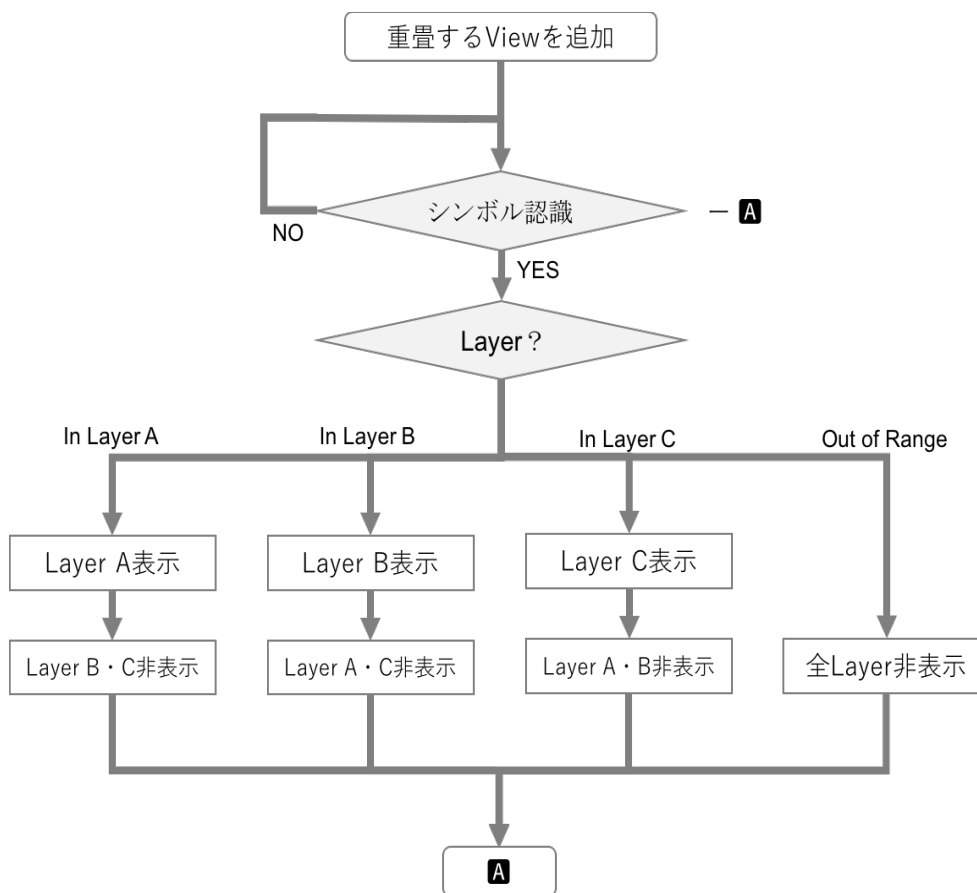 重畳するViewを追加
シンボル認識
— A
NO
YES
Layer？
In Layer A
In Layer B
In Layer C
Out of Range
Layer A表示
Layer B表示
Layer C表示
Layer B・C非表示
Layer A・C非表示
Layer A・B非表示
全Layer非表示
A